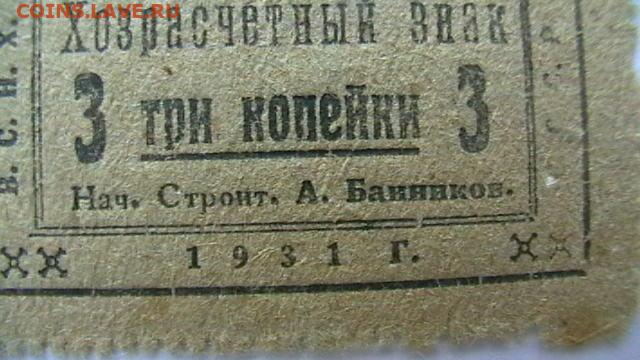 COINS.LAVE.RU
Хозрасчетный знак
3 три копейки 3
Нач. Строит. А. Банников.
1931 г.
В. С. Н. Х.